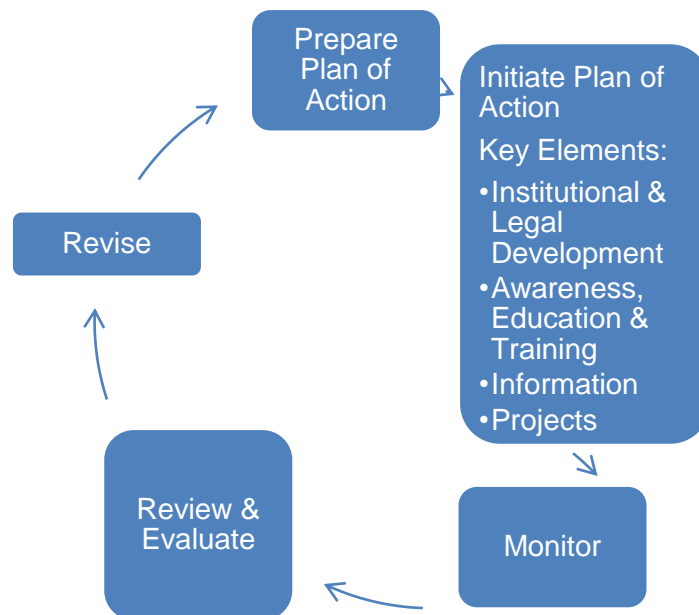 Prepare
Plan of
Action
Initiate Plan of
Action
Key Elements:
•Institutional &
Legal
Development
•Awareness,
Education &
Training
•Information
•Projects
Monitor
Review &
Evaluate
Revise